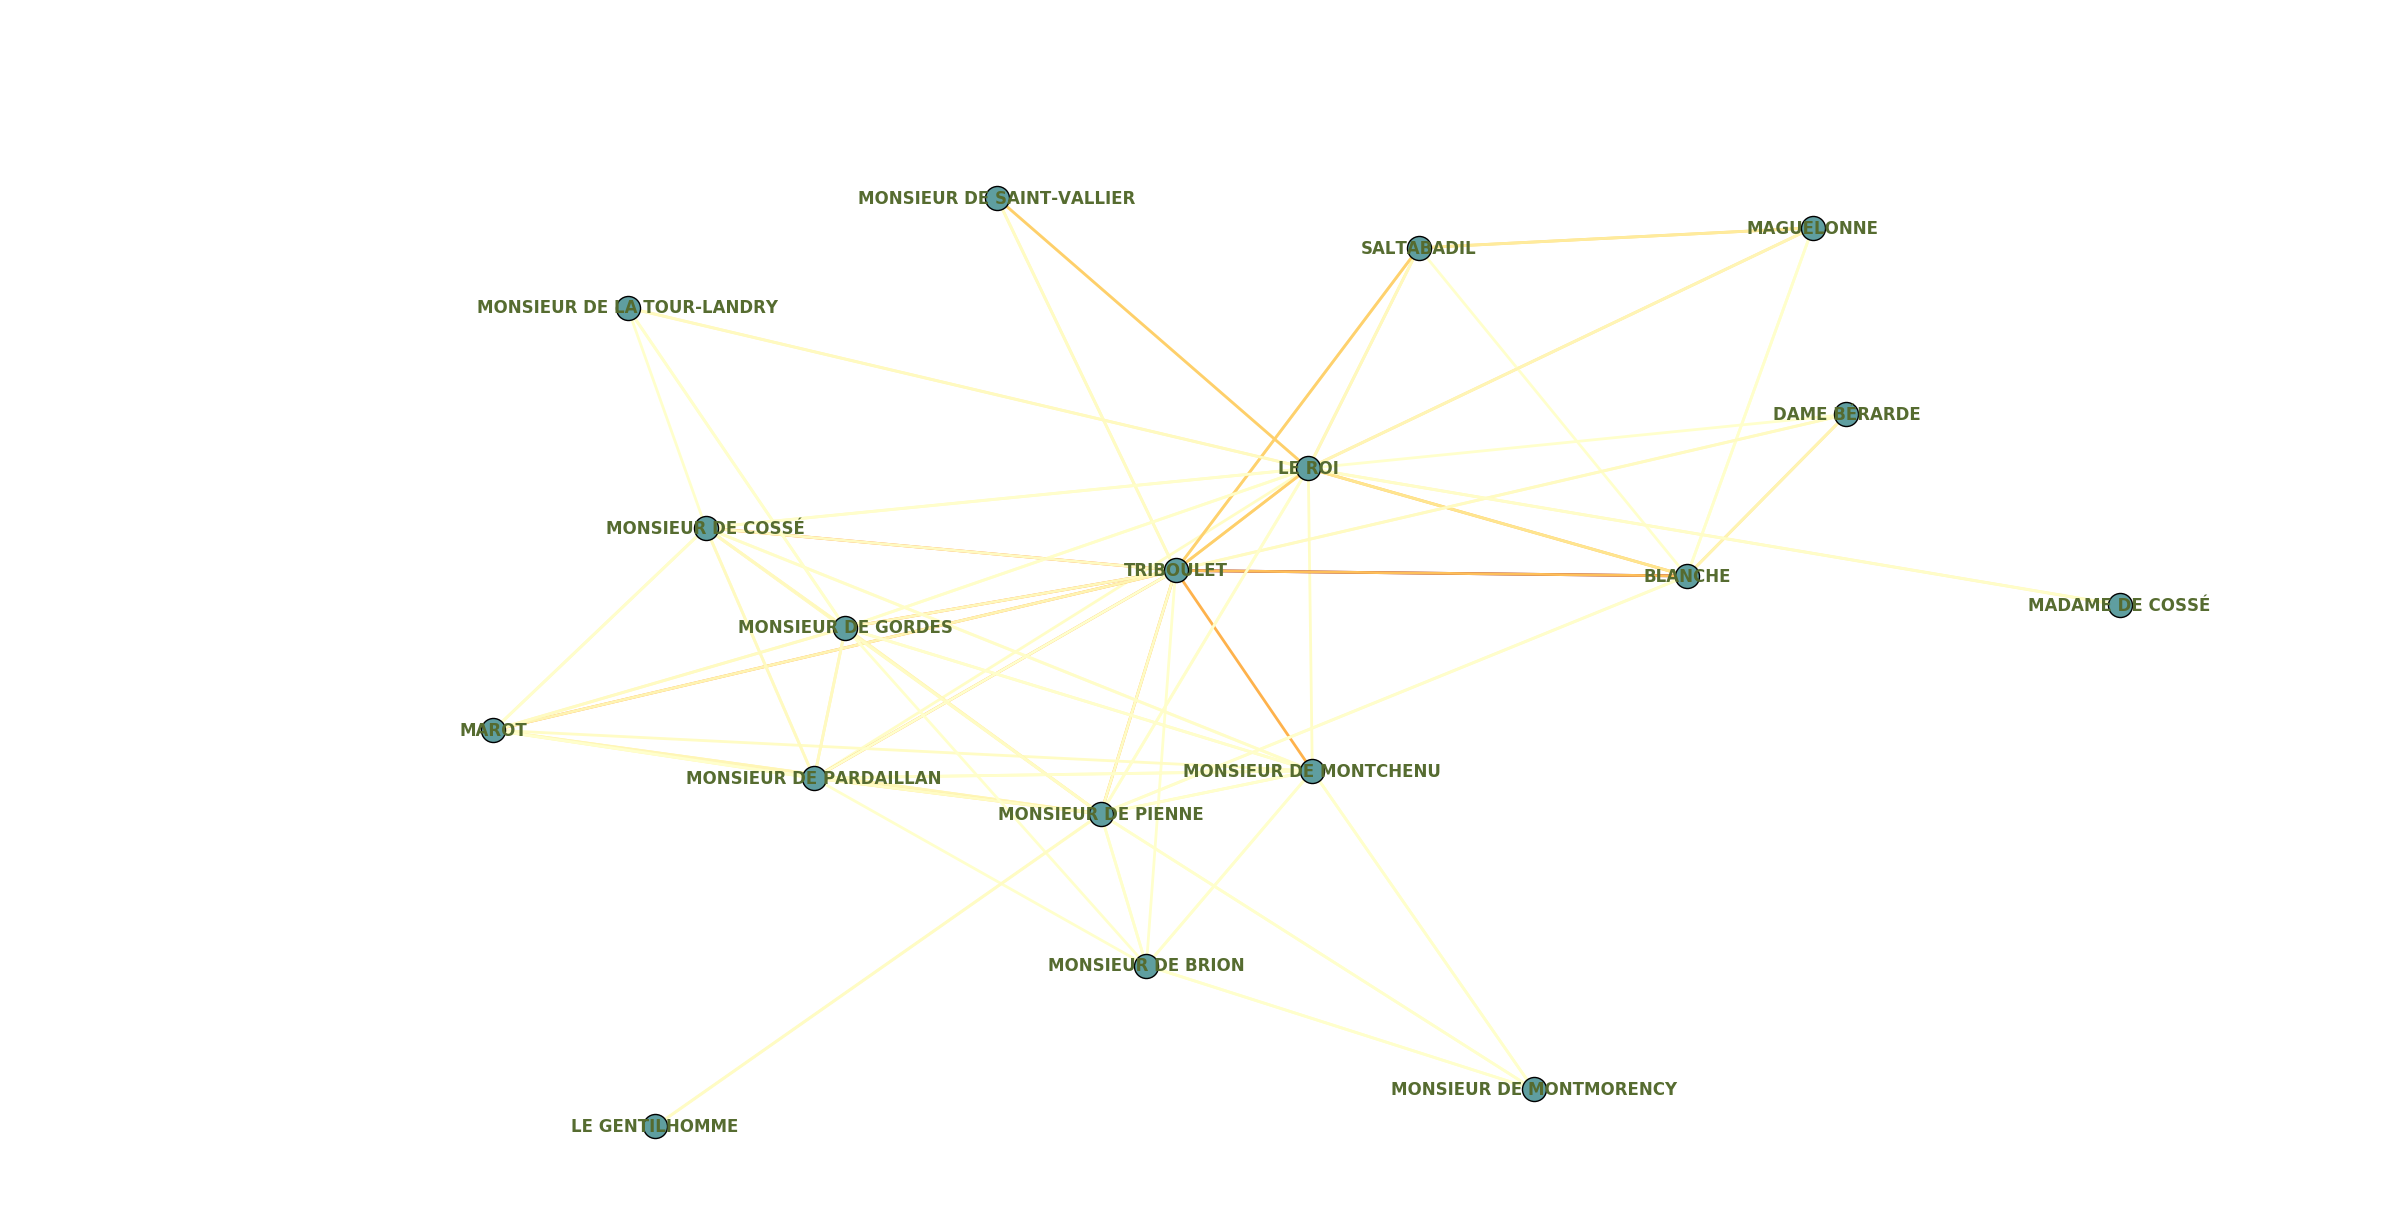 MONSIEUR DE SAINT-VALLIER
MAGUELONNE
SALTABADIL
MONSIEUR DE LA TOUR-LANDRY
DAME BERARDE
LE ROI
MONSIEUR DE COSSÉ
TRIBOULET
BLANCHE
MADAME DE COSSÉ
MONSIEUR DE GORDES
MAROT
MONSIEUR DE MONTCHENU
MONSIEUR DE PARDAILLAN
MONSIEUR DE PIENNE
MONSIEUR DE BRION
MONSIEUR DE MONTMORENCY
LE GENTILHOMME